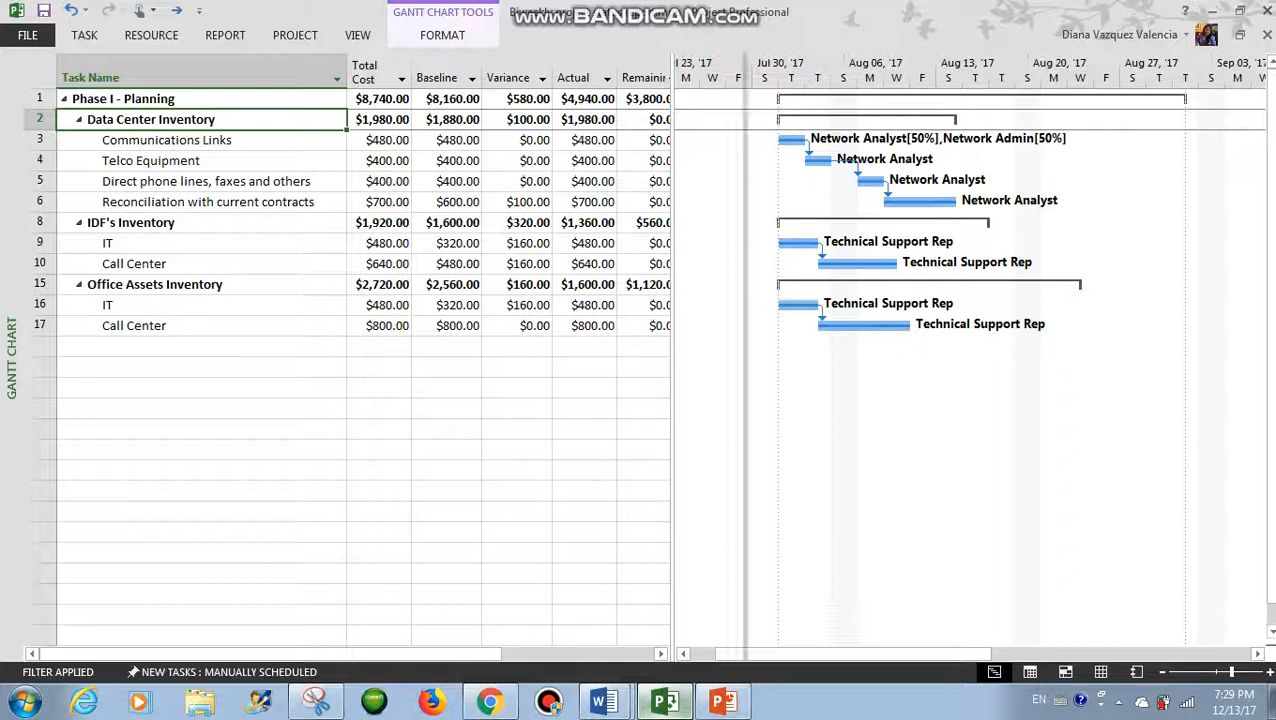 GANTT CHART TOOLS
www.BANDICAM.com
Professional
FILE TASK RESOURCE REPORT PROJECT VIEW FORMAT
Diana Vazquez Valencia
Task Name Total Cost Baseline Variance Actual Remainin
l 23, '17 Jul 30, '17 Aug 06, '17 Aug 13, '17 Aug 20, '17 Aug 27, '17 Sep 03, '17
M W F S T T S M W F S T T S M W F S T T S M W
1 Phase I - Planning $8,740.00 $8,160.00 $580.00 $4,940.00 $3,800.0
2 Data Center Inventory $1,980.00 $1,880.00 $100.00 $1,980.00 $0.0
3 Communications Links $480.00 $480.00 $0.00 $480.00 $0.0 Network Analyst[50%],Network Admin[50%]
4 Telco Equipment $400.00 $400.00 $0.00 $400.00 $0.0 Network Analyst
5 Direct phone lines, faxes and others $400.00 $400.00 $0.00 $400.00 $0.0 Network Analyst
6 Reconciliation with current contracts $700.00 $600.00 $100.00 $700.00 $0.0 Network Analyst
8 IDF's Inventory $1,920.00 $1,600.00 $320.00 $1,360.00 $560.0
9 IT $480.00 $320.00 $160.00 $480.00 $0.0 Technical Support Rep
10 Call Center $640.00 $480.00 $160.00 $640.00 $0.0 Technical Support Rep
15 Office Assets Inventory $2,720.00 $2,560.00 $160.00 $1,600.00 $1,120.0
16 IT $480.00 $320.00 $160.00 $480.00 $0.0 Technical Support Rep
17 Call Center $800.00 $800.00 $0.00 $800.00 $0.0 Technical Support Rep
GANTT CHART
FILTER APPLIED NEW TASKS : MANUALLY SCHEDULED
EN 7:29 PM
12/13/17